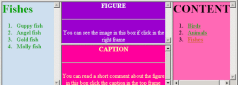 Fishes
1. Guppy fish
2. Angel fish
3. Gold fish
4. Molly fish
FIGURE
You can see the image in this box if click in the
right frame
CAPTION
You can read a short comment about the figure
in this box click the caption in the top frame
CONTENT
1. Birds
2. Animals
3. Fishes